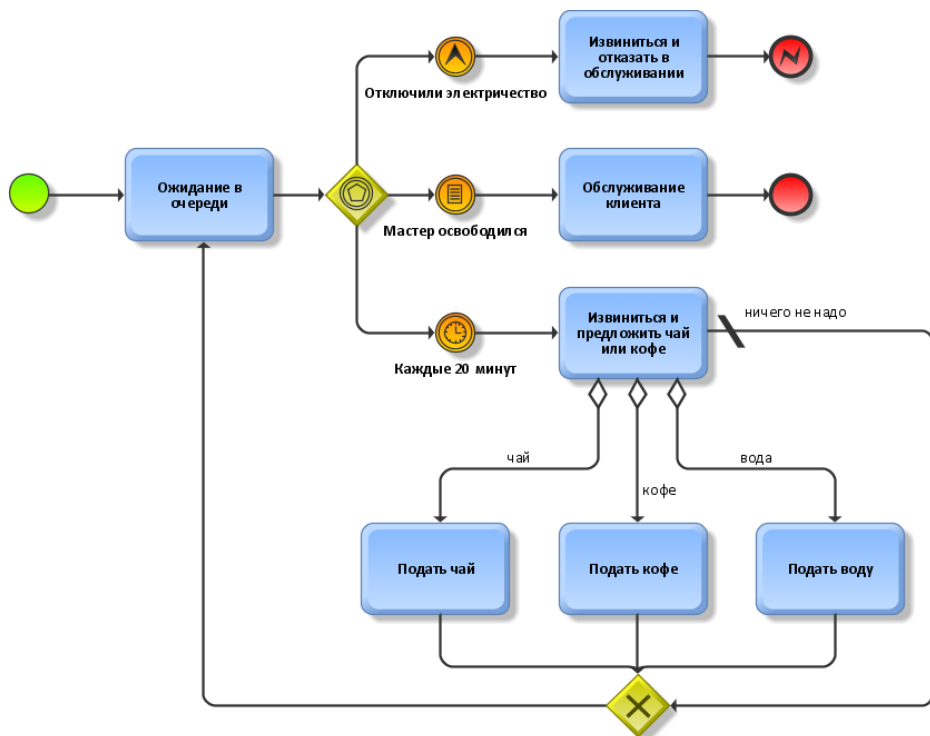 Извиниться и
отказать в
обслуживании
Отключили электричество
Ожидание в
очереди
Обслуживание
клиента
Мастер освободился
Извиниться и
предложить чай
или кофе
ничего не надо
Каждые 20 минут
чай
кофе
вода
Подать чай
Подать кофе
Подать воду